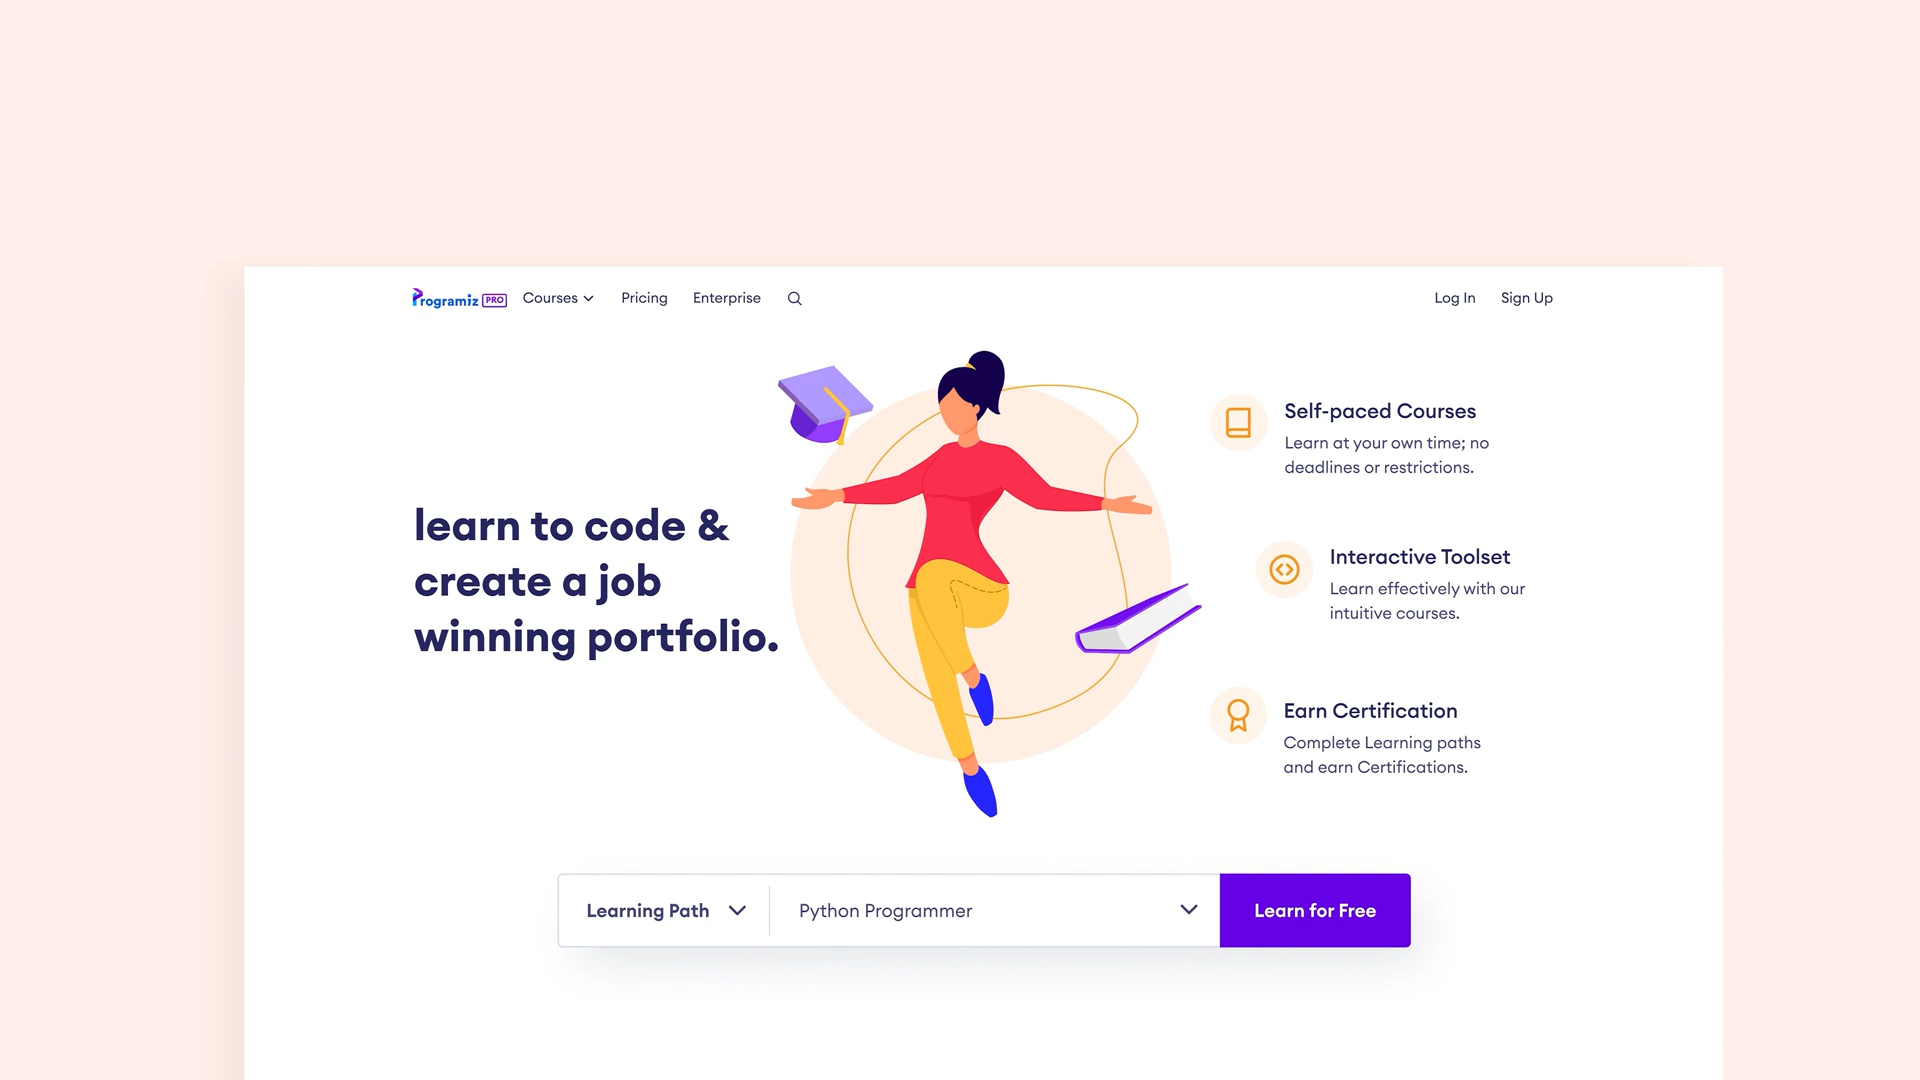 Programiz PRO Courses Pricing Enterprise Log In Sign Up
learn to code &
create a job
winning portfolio.
Self-paced Courses
Learn at your own time; no
deadlines or restrictions.
Interactive Toolset
Learn effectively with our
intuitive courses.
Earn Certification
Complete Learning paths
and earn Certifications.
Learning Path Python Programmer Learn for Free